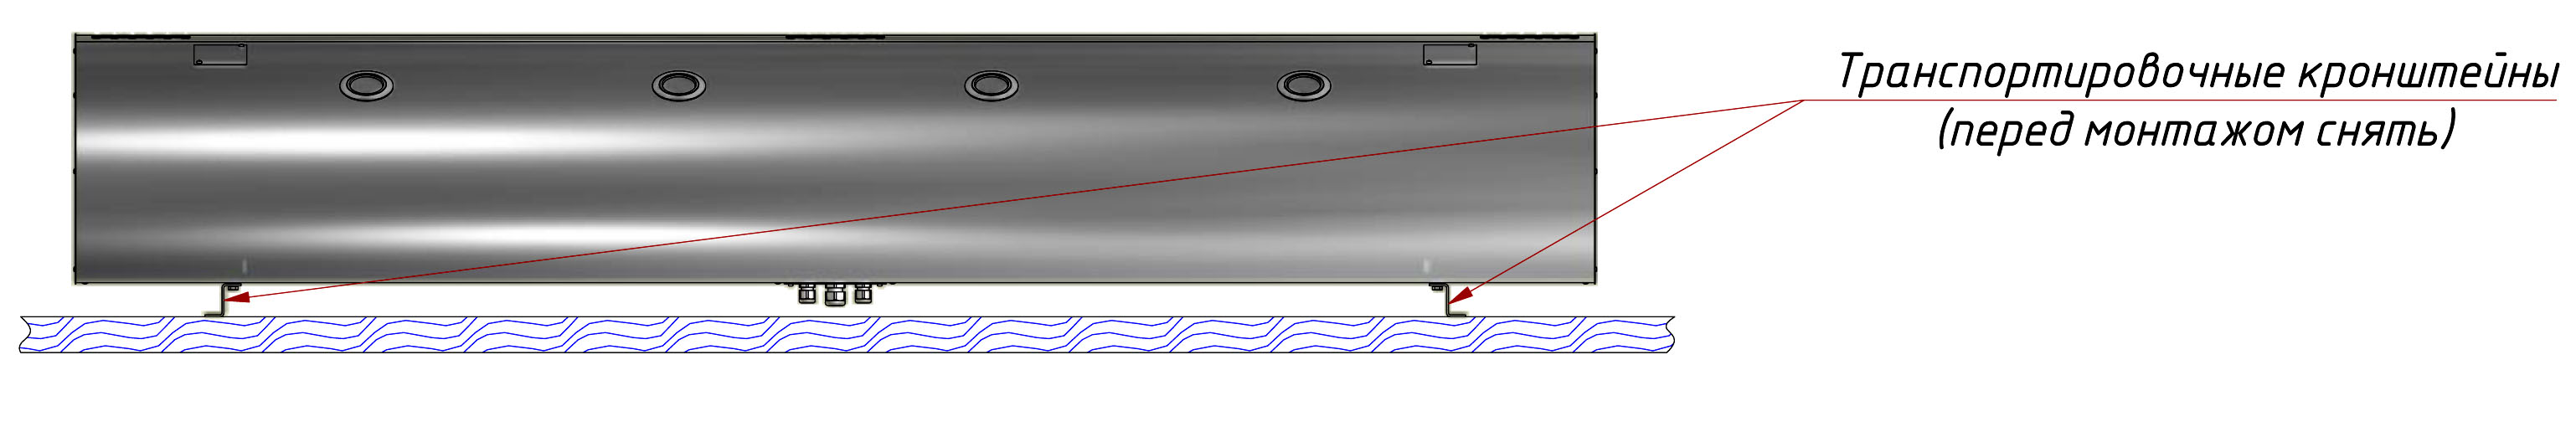 Транспортировочные кронштейны
(перед монтажом снять)